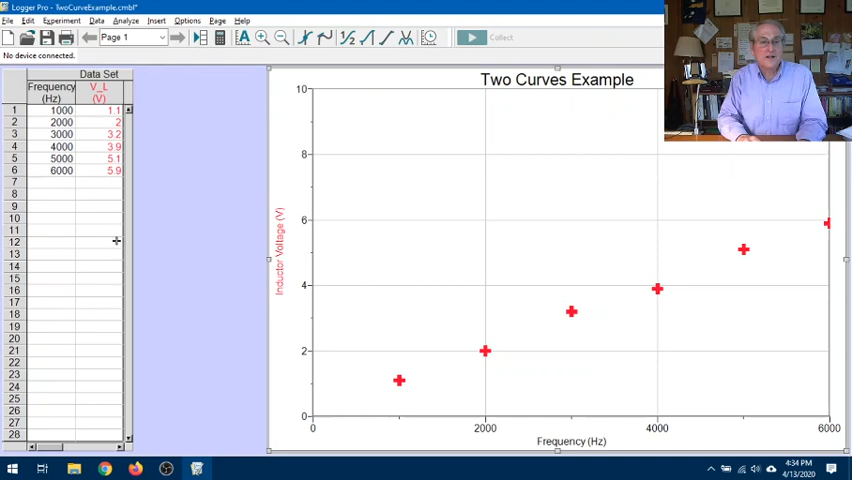 Logger Pro - TwoCurveExample.cmbl*
File Edit Experiment Data Analyze Insert Options Page Help
Page 1
Collect
No device connected.
Data Set
Frequency (Hz) V_L (V)
1 1000 1.1
2 2000 2
3 3000 3.2
4 4000 3.9
5 5000 5.1
6 6000 5.9
7
8
9
10
11
12
13
14
15
16
17
18
19
20
21
22
23
24
25
26
27
28
Two Curves Example
10
8
6
4
2
0
Inductor Voltage (V)
0 2000 4000 6000
Frequency (Hz)
4:34 PM
4/13/2020